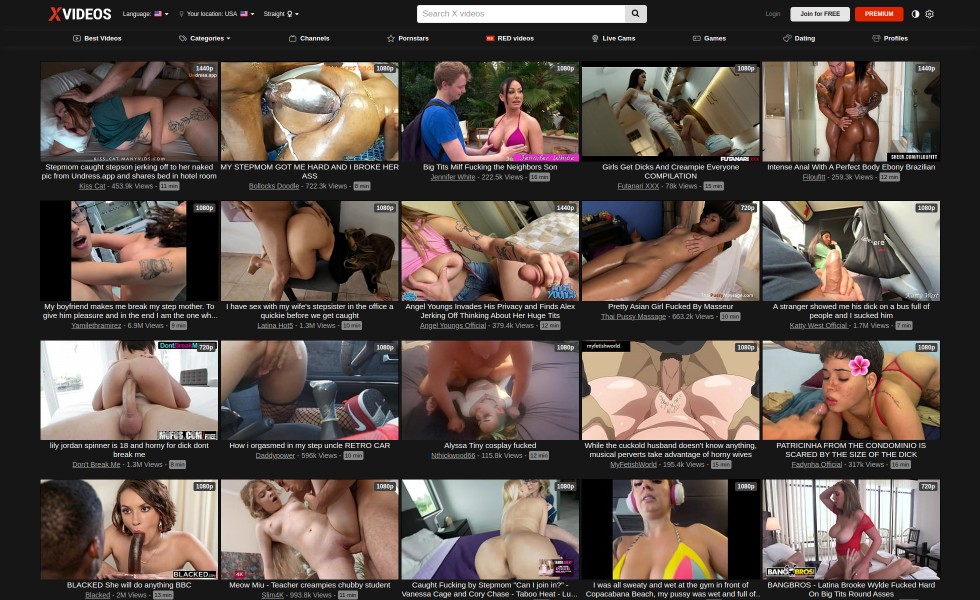 XVIDEOS
Language:
Your location: USA
Straight
Search X videos
Login
Join for FREE
PREMIUM
Best Videos
Categories
Channels
Pornstars
RED videos
Live Cams
Games
Dating
Profiles
1440p
1080p
1080p
1080p
1440p
KISS_CAT.MANYVIDS.COM
Jennifer White
FUTANARI XXX
Stepmom caught stepson jerking off to her naked
pic from Undress.app and shares bed in hotel room
Kiss Cat - 453.9k Views - 11 min
MY STEPMOM GOT ME HARD AND I BROKE HER
ASS
Bollocks Doodle - 722.3k Views - 8 min
Big Tits Milf Fucking the Neighbors Son
Jennifer White - 222.5k Views - 16 min
Girls Get Dicks And Creampie Everyone
COMPILATION
Futanari XXX - 78k Views - 15 min
Intense Anal With A Perfect Body Ebony Brazilian
Filoufitt - 259.3k Views - 12 min
1080p
1080p
1440p
720p
1080p
My boyfriend makes me break my step mother. To
give him pleasure and in the end I am the one wh...
Yamilethramirez - 6.9M Views - 9 min
I have sex with my wife's stepsister in the office a
quickie before we get caught
Latina Hot5 - 1.3M Views - 10 min
Angel Youngs Invades His Privacy and Finds Alex
Jerking Off Thinking About Her Huge Tits
Angel Youngs Official - 379.4k Views - 12 min
Pretty Asian Girl Fucked By Masseur
Thai Pussy Massage - 663.2k Views - 10 min
A stranger showed me his dick on a bus full of
people and I sucked him
Katty West Official - 1.7M Views - 7 min
720p
1080p
1080p
myfetishworld
1080p
1080p
lily jordan spinner is 18 and horny for dick dont
break me
Don't Break Me - 1.3M Views - 8 min
How i orgasmed in my step uncle RETRO CAR
Daddypower - 596k Views - 10 min
Alyssa Tiny cosplay fucked
Nthickwood66 - 115.8k Views - 12 min
While the cuckold husband doesn't know anything,
musical perverts take advantage of horny wives
MyFetishWorld - 195.4k Views - 15 min
PATRICINHA FROM THE CONDOMINIO IS
SCARED BY THE SIZE OF THE DICK
Fadynha Official - 317k Views - 16 min
1080p
1080p
1080p
1080p
720p
BLACKED.COM
4K
BANGBROS
BLACKED She will do anything BBC
Blacked - 2M Views - 13 min
Meow Miu - Teacher creampies chubby student
Slim4K - 993.8k Views - 11 min
Caught Fucking by Stepmom "Can I join in?" -
Vanessa Cage and Cory Chase - Taboo Heat - Lu...
I was all sweaty and wet at the gym in front of
Copacabana Beach, my pussy was wet and full of...
BANGBROS - Latina Brooke Wylde Fucked Hard
On Big Tits Round Asses